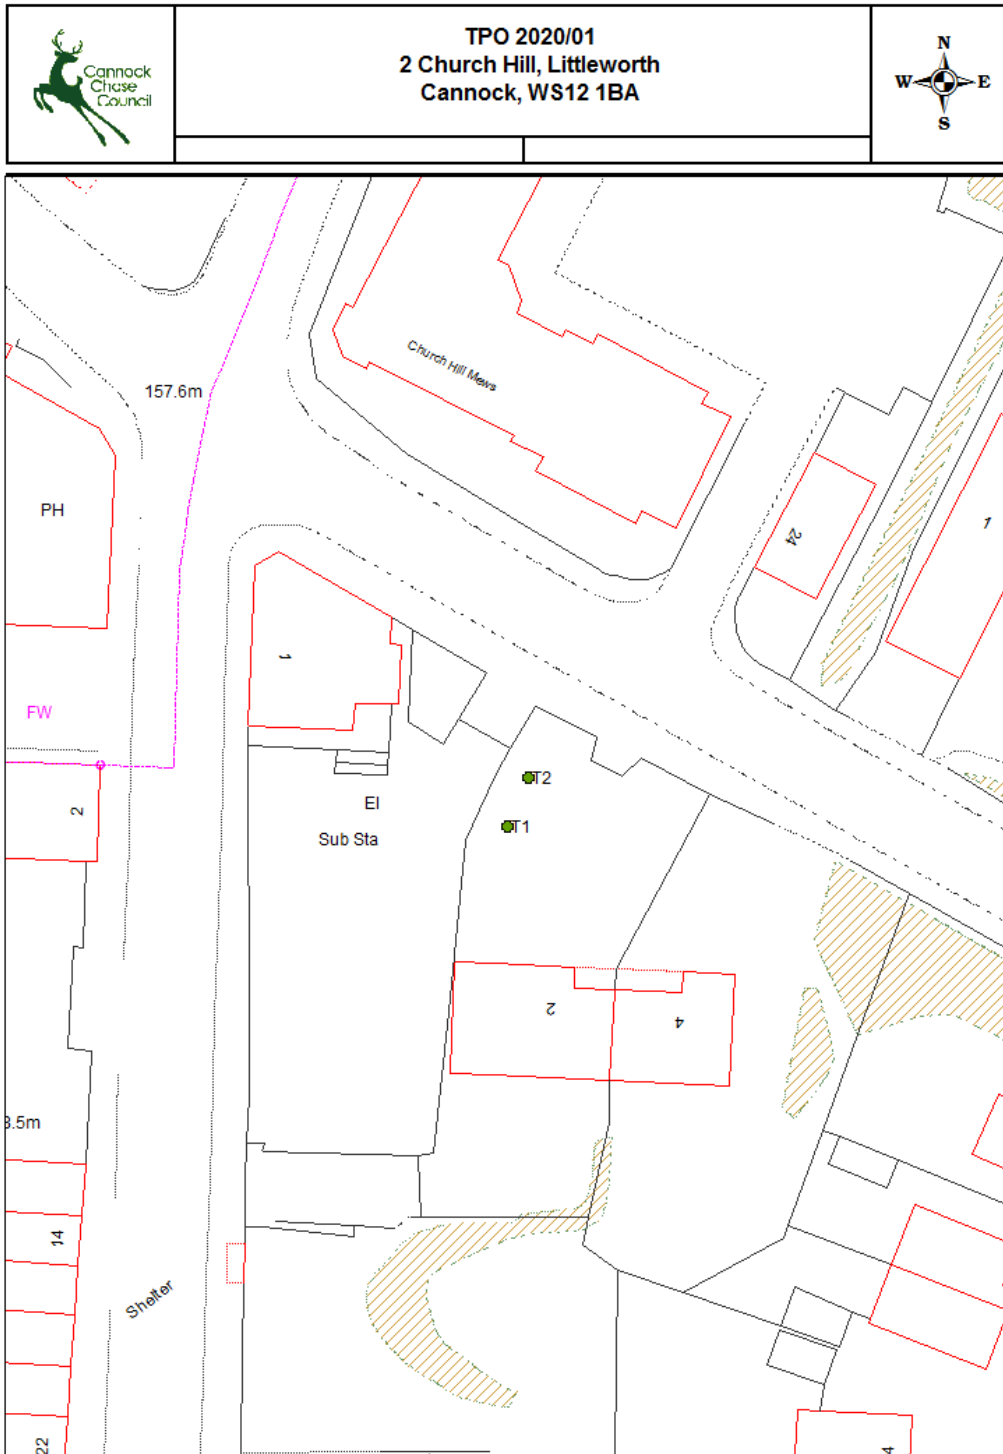 Cannock
Chase
Council
TPO 2020/01
2 Church Hill, Littleworth
Cannock, WS12 1BA
N
W E
S
Church Hill Mews
157.6m
PH
24
1
1
FW
T2
2
El
T1
Sub Sta
2
4
3.5m
14
Shelter
22
4